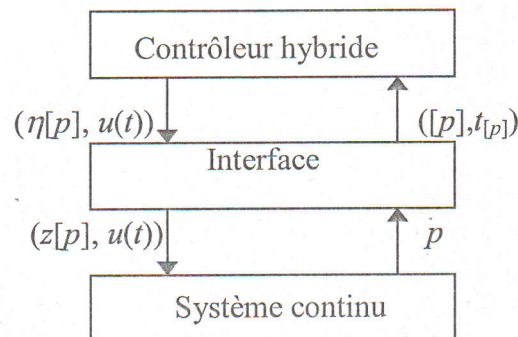 Contrôleur hybride
(η[p], u(t)) ([p],t[p])
Interface
(z[p], u(t)) p
Système continu